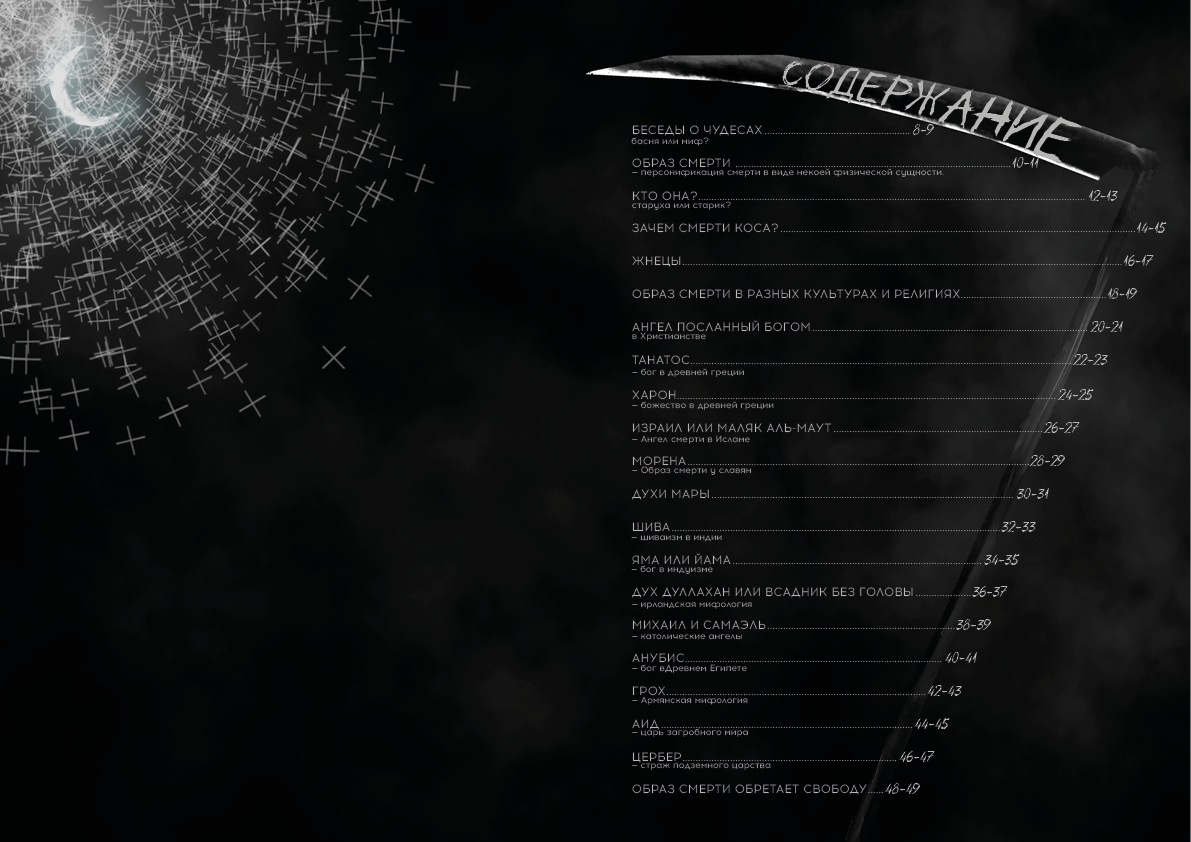 СОДЕРЖАНИЕ
БЕСЕДЫ О ЧУДЕСАХ 8-9
басня или миф?
ОБРАЗ СМЕРТИ 10-11
– персонификация смерти в виде некоей физической сущности.
КТО ОНА? 12-13
старуха или старик?
ЗАЧЕМ СМЕРТИ КОСА? 14-15
ЖНЕЦЫ 16-17
ОБРАЗ СМЕРТИ В РАЗНЫХ КУЛЬТУРАХ И РЕЛИГИЯХ 18-19
АНГЕЛ ПОСЛАННЫЙ БОГОМ 20-21
в Христианстве
ТАНАТОС 22-23
– бог в древней греции
ХАРОН 24-25
– божество в древней греции
ИЗРАИЛ ИЛИ МАЛЯК АЛЬ-МАУТ 26-27
– Ангел смерти в Исламе
МОРЕНА 28-29
– Образ смерти у славян
ДУХИ МАРЫ 30-31
ШИВА 32-33
– шиваизм в индии
ЯМА ИЛИ ЙАМА 34-35
– бог в индуизме
ДУХ ДУЛЛАХАН ИЛИ ВСАДНИК БЕЗ ГОЛОВЫ 36-37
– ирландская мифология
МИХАИЛ И САМАЭЛЬ 38-39
– католические ангелы
АНУБИС 40-41
– бог вДревнем Египете
ГРОХ 42-43
– Армянская мифология
АИД 44-45
– царь загробного мира
ЦЕРБЕР 46-47
– страж подземного царства
ОБРАЗ СМЕРТИ ОБРЕТАЕТ СВОБОДУ 48-49